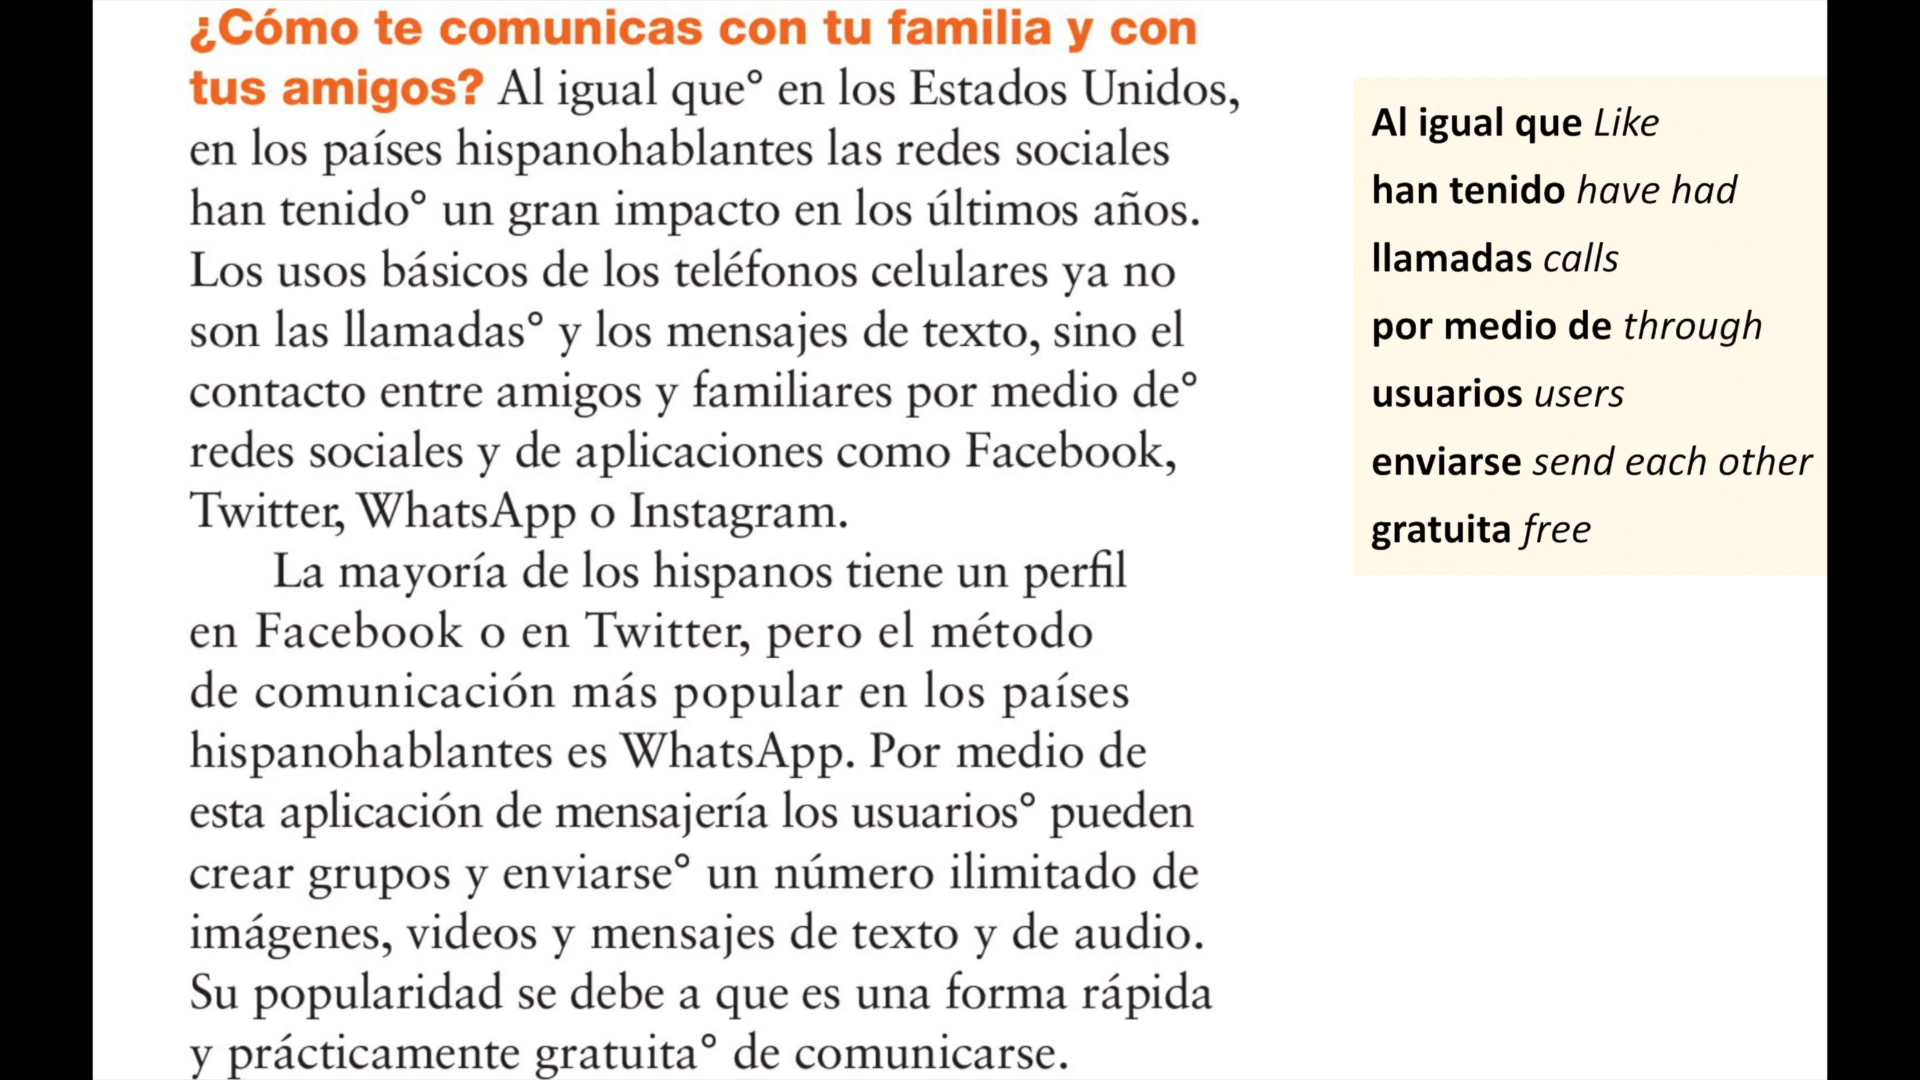 ¿Cómo te comunicas con tu familia y con
tus amigos? Al igual que° en los Estados Unidos,
en los países hispanohablantes las redes sociales
han tenido° un gran impacto en los últimos años.
Los usos básicos de los teléfonos celulares ya no
son las llamadas° y los mensajes de texto, sino el
contacto entre amigos y familiares por medio de°
redes sociales y de aplicaciones como Facebook,
Twitter, WhatsApp o Instagram.
La mayoría de los hispanos tiene un perfil
en Facebook o en Twitter, pero el método
de comunicación más popular en los países
hispanohablantes es WhatsApp. Por medio de
esta aplicación de mensajería los usuarios° pueden
crear grupos y enviarse° un número ilimitado de
imágenes, videos y mensajes de texto y de audio.
Su popularidad se debe a que es una forma rápida
y prácticamente gratuita° de comunicarse.
Al igual que Like
han tenido have had
llamadas calls
por medio de through
usuarios users
enviarse send each other
gratuita free